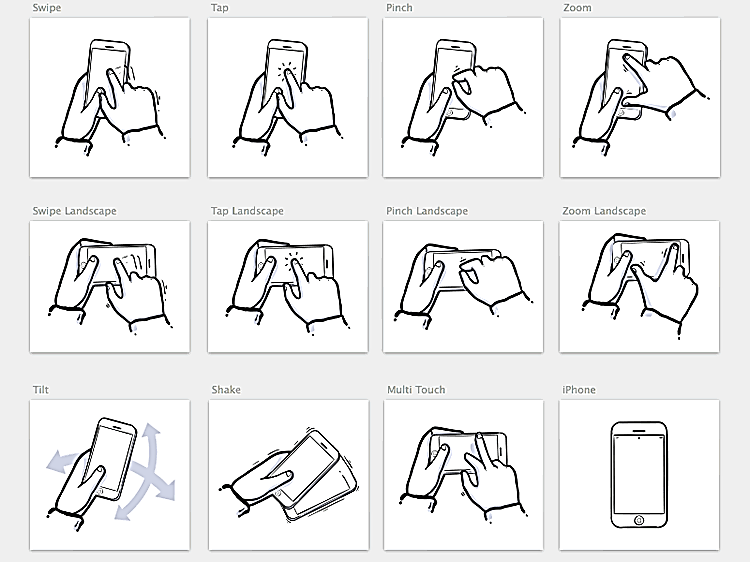 Swipe
Tap
Pinch
Zoom
Swipe Landscape
Tap Landscape
Pinch Landscape
Zoom Landscape
Tilt
Shake
Multi Touch
iPhone